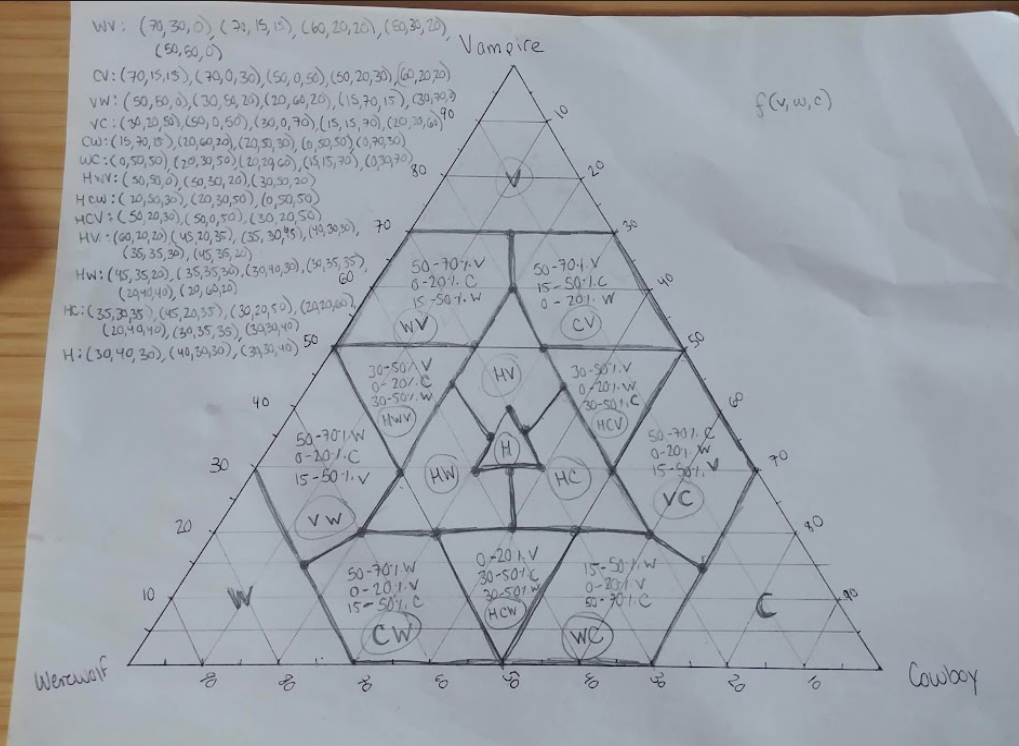 WV: (70,30,0), (70,15,15), (60,20,20), (50,30,20),
(50,50,0)
Vampire
CV: (70,15,15), (70,0,30), (50,0,50), (50,20,30), (60,20,20)
VW: (50,50,0), (30,50,20), (20,60,20), (15,70,15), (30,70,
VC: (30,20,50), (50,0,50), (30,0,70), (15,15,70), (20,20,60)
CW: (15,70,15), (20,60,20), (20,50,30), (0,50,50), (0,70,30)
WC: (0,50,50), (20,30,50), (20,20,60), (15,15,70), (0,30,70)
HWV: (50,50,0), (50,30,20), (30,50,20)
HCW: (20,50,30), (20,30,50), (0,50,50)
HCV: (50,20,30), (50,0,50), (30,20,50)
HV: (60,20,20) (45,20,35), (35,30,45), (40,30,30),
(35,35,30), (45,35,20)
HW: (45,35,20), (35,35,30), (30,40,30), (30,35,35),
(20,40,40), (20,60,20)
HC: (35,30,35), (45,20,35), (30,20,50), (20,20,60),
(20,40,40), (30,35,35), (30,30,40)
H: (30,40,30), (40,30,30), (30,30,40)
f(v,w,c)
90
10
80
V
20
70
30
60
50-70% V
0-20% C
15-50% W
WV
50-70% V
15-50% C
0-20% W
CV
40
50
30-50% V
0-20% C
30-50% W
HWV
HV
30-50% V
0-20% W
30-50% C
HCV
50
40
50-70% W
0-20% C
15-50% V
VW
HW
H
HC
50-70% C
0-20% W
15-50% V
VC
60
30
70
20
80
10
W
50-70% W
0-20% V
15-50% C
CW
0-20% V
30-50% C
30-50% W
HCW
15-50% W
0-20% V
50-70% C
WC
C
90
Werewolf
90
80
70
60
50
40
30
20
10
Cowboy